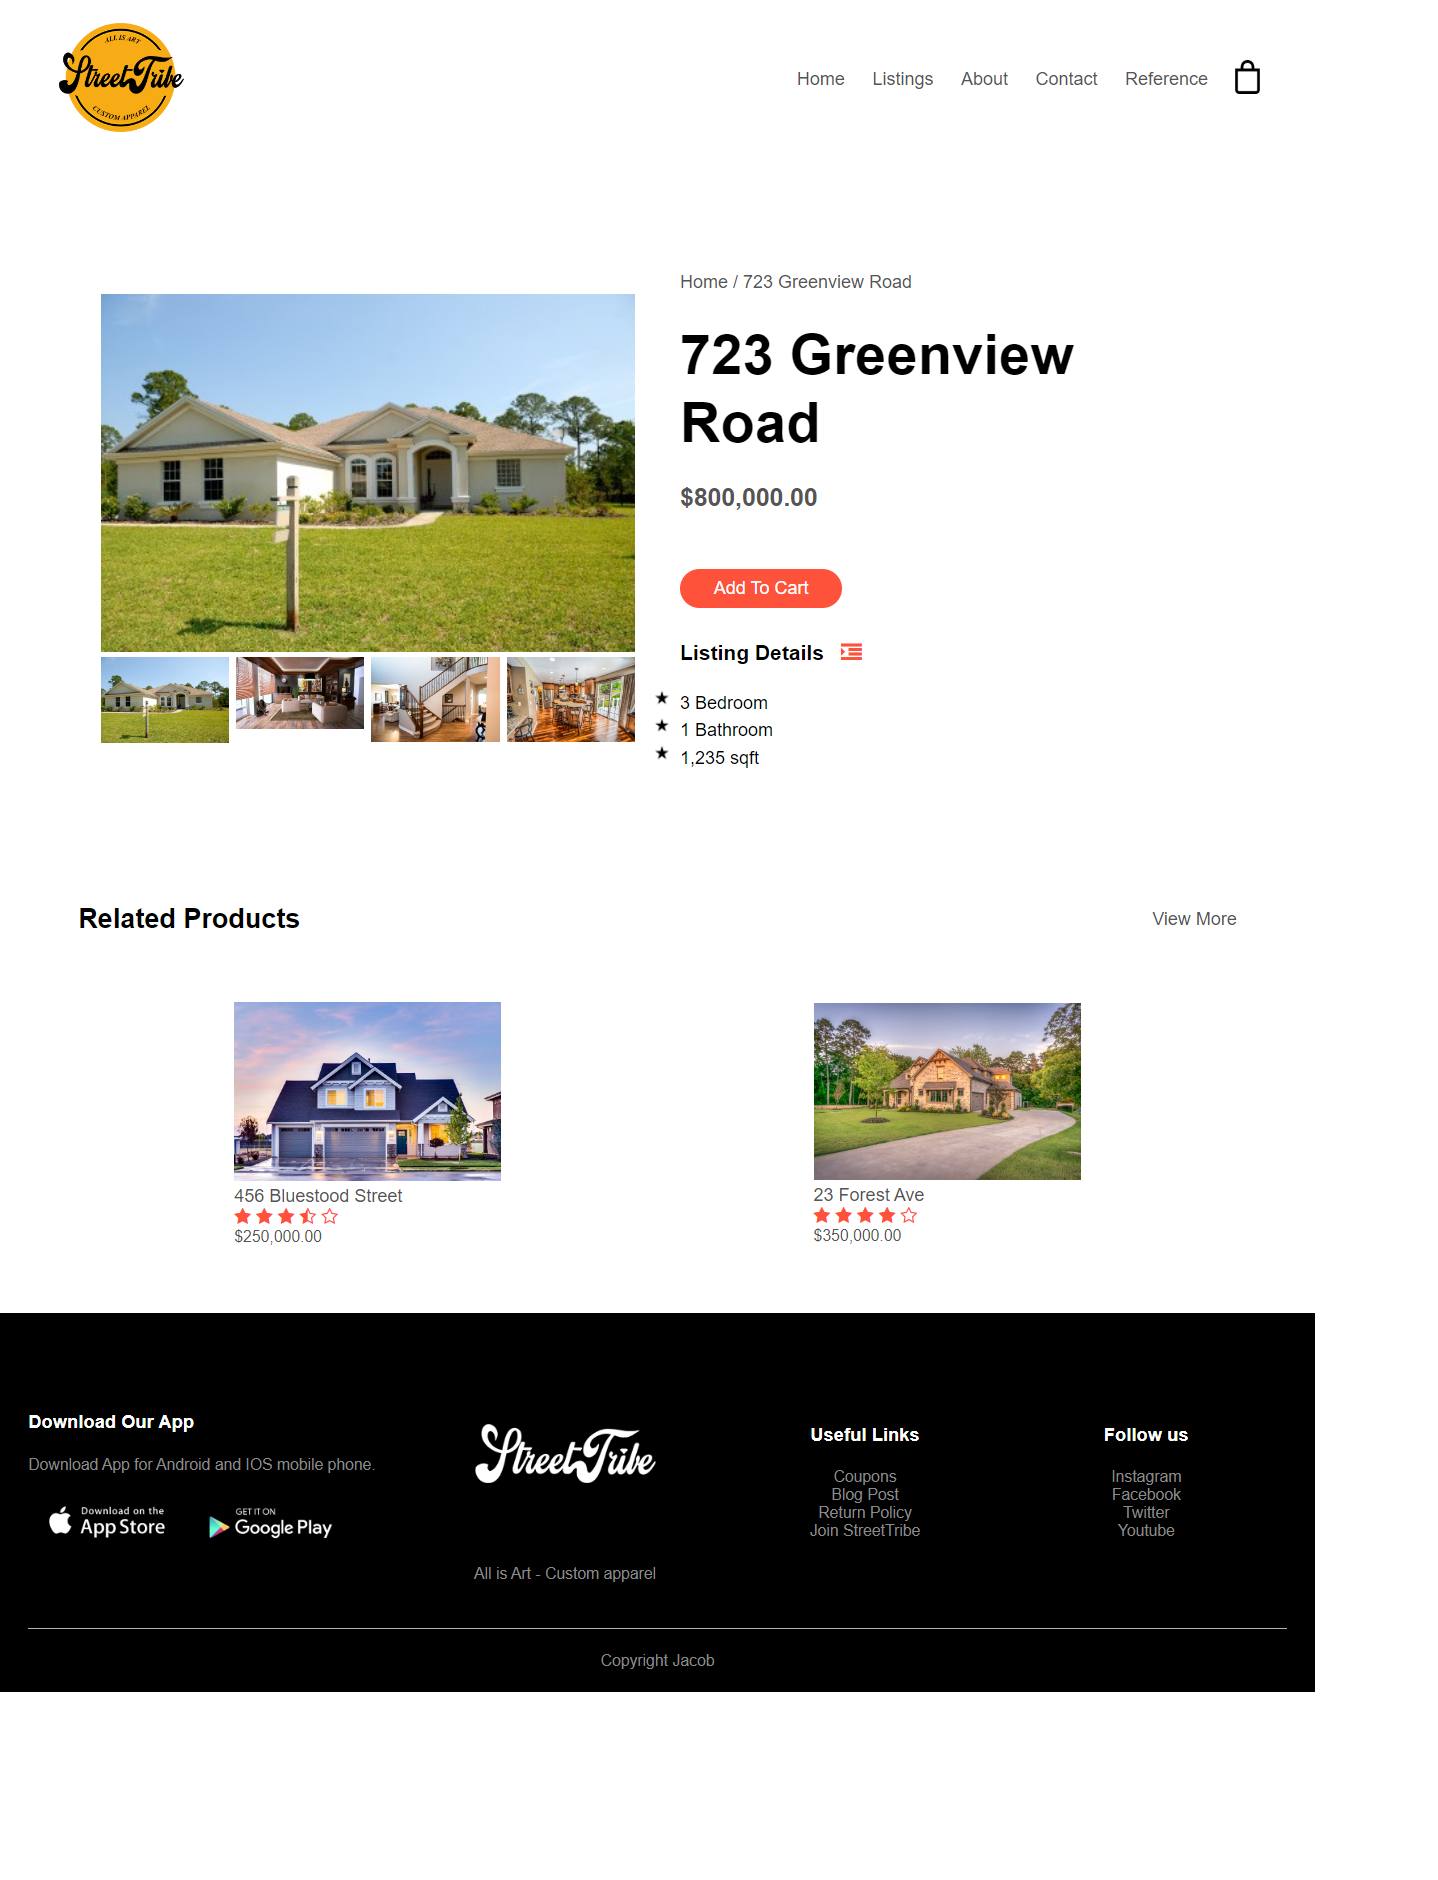 ALL IS ART
StreetTribe
CUSTOM APPAREL
Home
Listings
About
Contact
Reference
Home / 723 Greenview Road
723 Greenview
Road
$800,000.00
Add To Cart
Listing Details
3 Bedroom
1 Bathroom
1,235 sqft
Related Products
View More
456 Bluestood Street
$250,000.00
23 Forest Ave
$350,000.00
Download Our App
Download App for Android and IOS mobile phone.
Download on the
App Store
GET IT ON
Google Play
StreetTribe
All is Art - Custom apparel
Useful Links
Coupons
Blog Post
Return Policy
Join StreetTribe
Follow us
Instagram
Facebook
Twitter
Youtube
Copyright Jacob